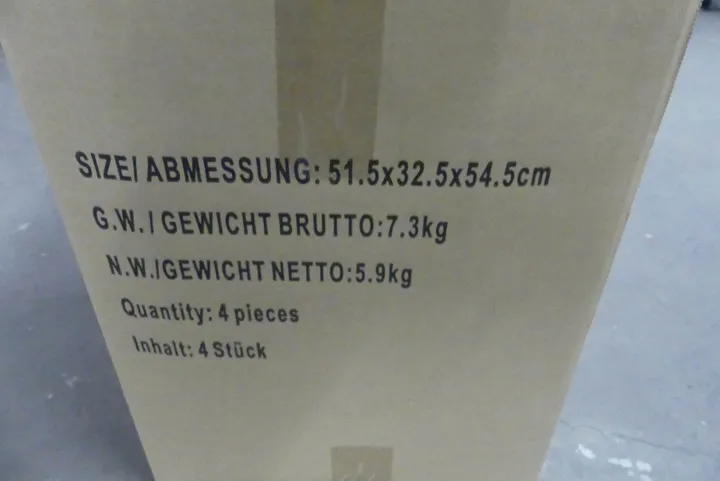 SIZE/ ABMESSUNG: 51.5x32.5x54.5cm
G.W. / GEWICHT BRUTTO:7.3kg
N.W./GEWICHT NETTO:5.9kg
Quantity: 4 pieces
Inhalt: 4 Stück